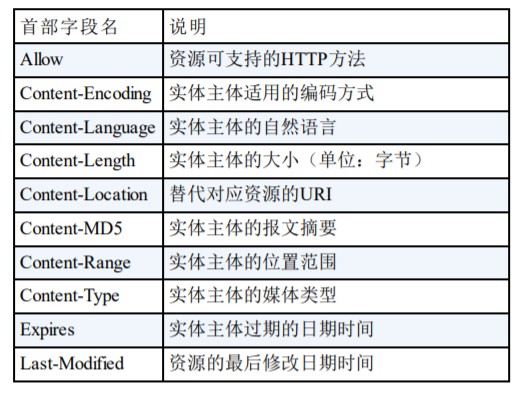 首部字段名 说明
Allow 资源可支持的HTTP方法
Content-Encoding 实体主体适用的编码方式
Content-Language 实体主体的自然语言
Content-Length 实体主体的大小（单位：字节）
Content-Location 替代对应资源的URI
Content-MD5 实体主体的报文摘要
Content-Range 实体主体的位置范围
Content-Type 实体主体的媒体类型
Expires 实体主体过期的日期时间
Last-Modified 资源的最后修改日期时间